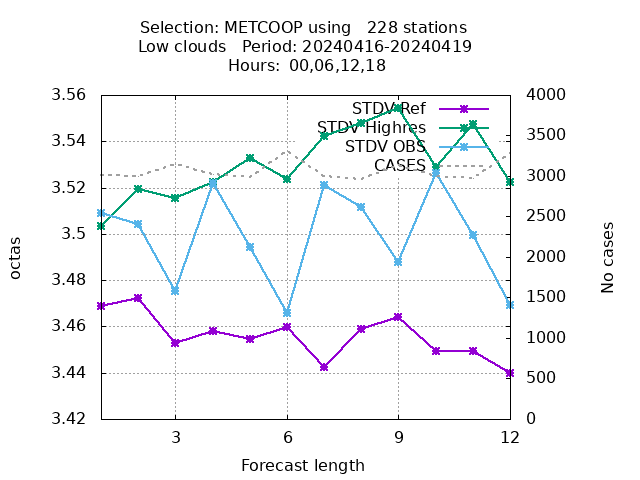 Selection: METCOOP using   228 stations
Low clouds   Period: 20240416-20240419
Hours:  00,06,12,18
3.56
3.54
3.52
3.5
3.48
3.46
3.44
3.42
octas
STDV Ref
STDV Highres
STDV OBS
CASES
4000
3500
3000
2500
2000
1500
1000
500
0
No cases
3
6
9
12
Forecast length